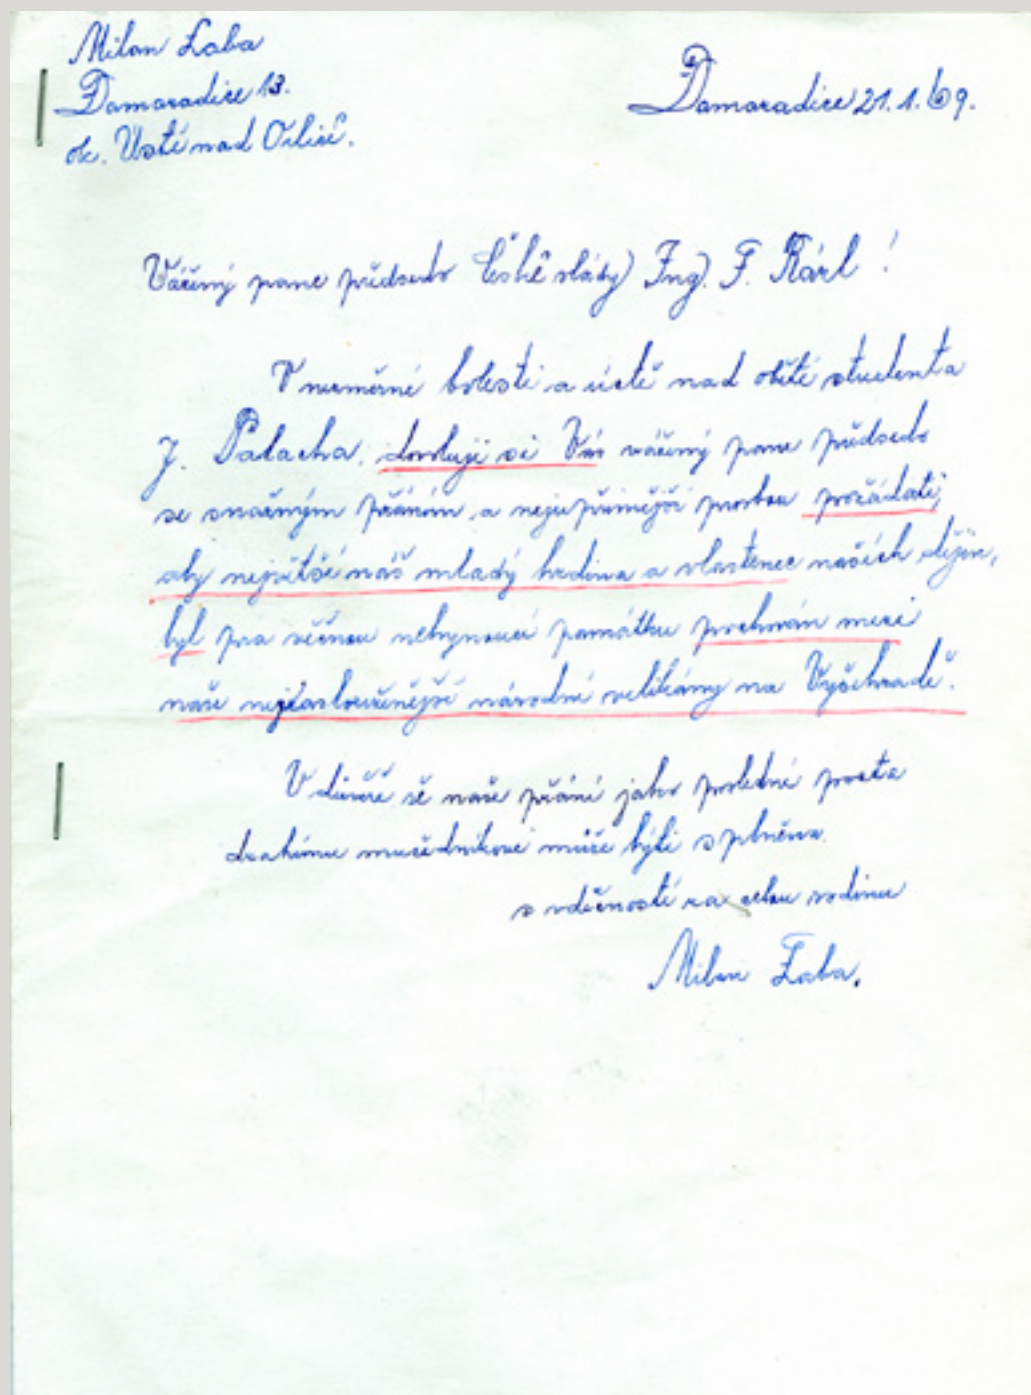 Milan Laba
Damaradice 13.
ok. Ústí nad Orlicí.
Damaradice 21.1.69.
Vážený pane předsedo České vlády) Ing). F. Kárl!
V nesmírné bolesti a úctě nad obětí studenta
J. Palacha, dovoluji si Vás vážený pane předsedo
se snažným přáním a nejupřímnější prosbou požádati,
aby největší náš mladý hrdina a vlastenec našich dějin,
byl pro věčnou nehynoucí památku pochován mezi
naše nejzasloužilejší národní velikány na Vyšehradě.
V důvěře že naše přání jako poslední pocta
drahému mučedníkovi může býti splněna.
s vděčností za celou rodinu
Milan Laba.